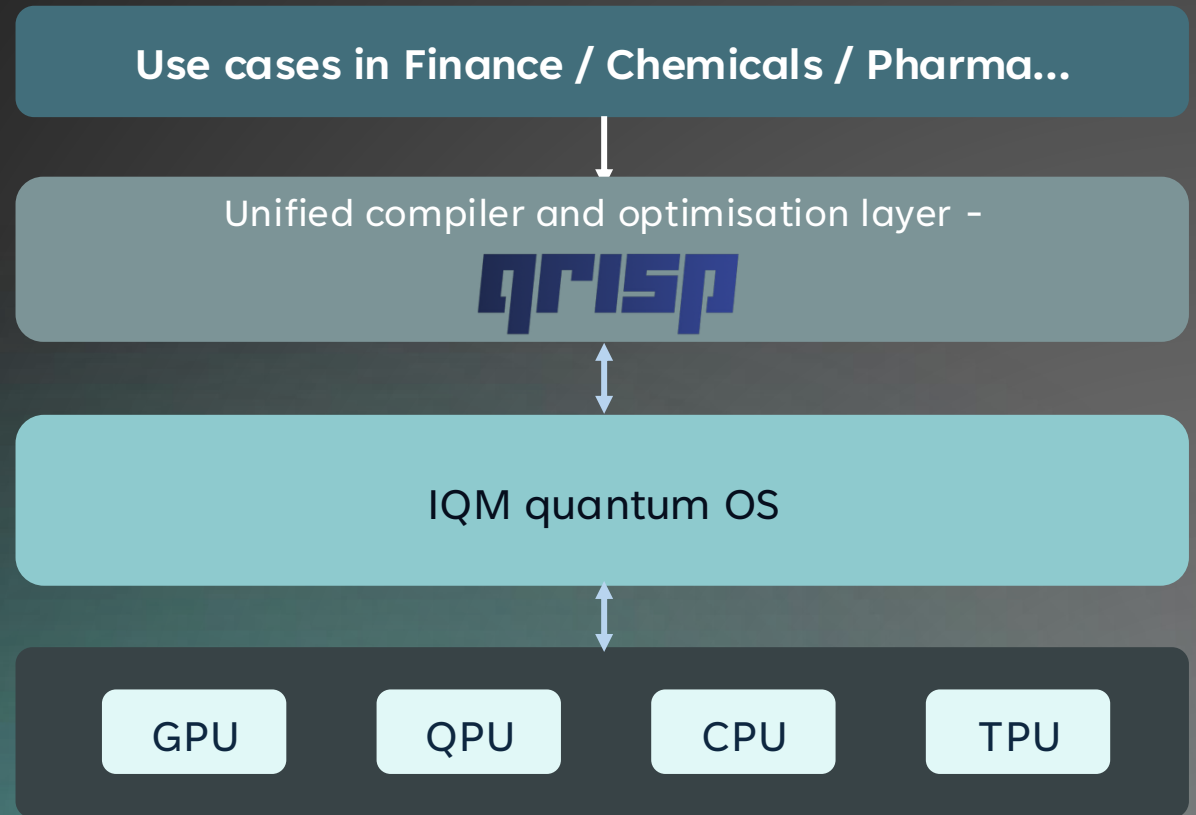 Use cases in Finance / Chemicals / Pharma...
Unified compiler and optimisation layer -
qrisp
IQM quantum OS
GPU QPU CPU TPU